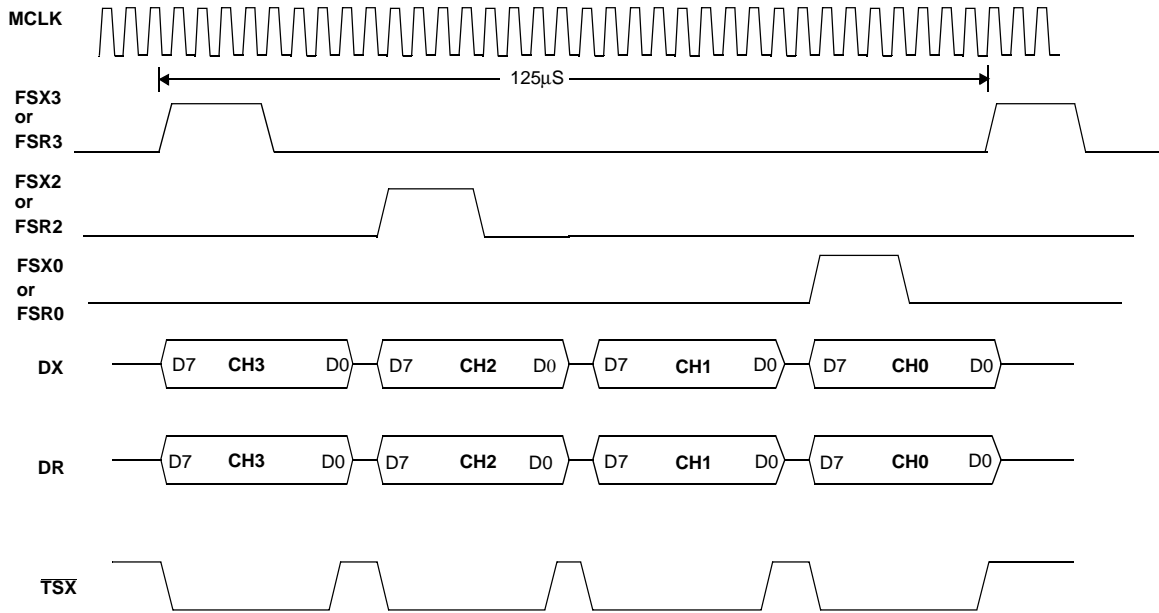 MCLK
125μS
FSX3
or
FSR3
FSX2
or
FSR2
FSX0
or
FSR0
DX D7 CH3 D0 D7 CH2 D0 D7 CH1 D0 D7 CH0 D0
DR D7 CH3 D0 D7 CH2 D0 D7 CH1 D0 D7 CH0 D0
TSX